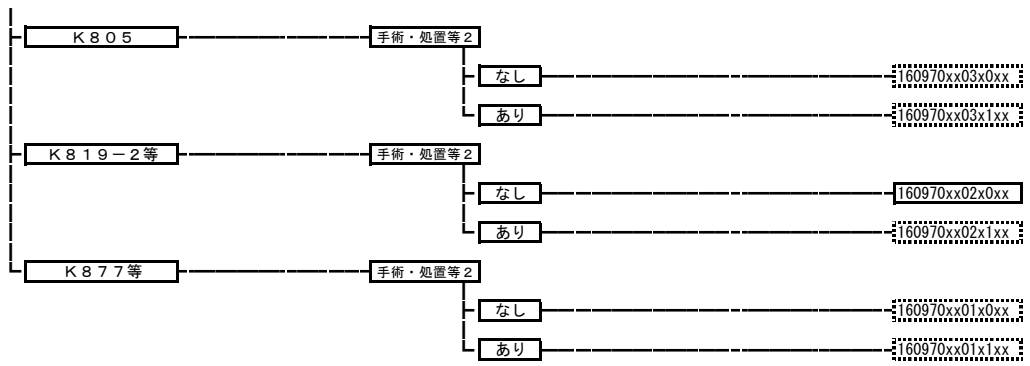 Ｋ８０５ 手術・処置等２
なし 160970xx03x0xx
あり 160970xx03x1xx
Ｋ８１９－２等 手術・処置等２
なし 160970xx02x0xx
あり 160970xx02x1xx
Ｋ８７７等 手術・処置等２
なし 160970xx01x0xx
あり 160970xx01x1xx